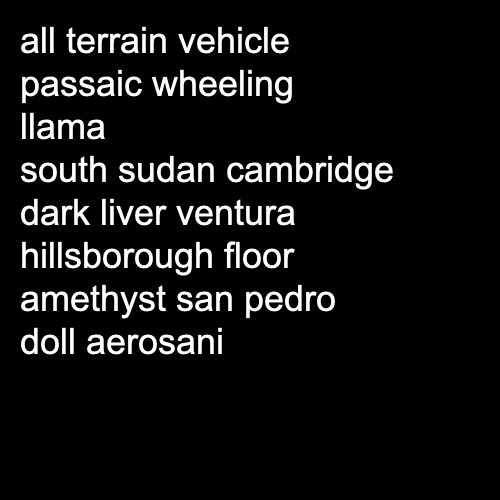 all terrain vehicle
passaic wheeling
llama
south sudan cambridge
dark liver ventura
hillsborough floor
amethyst san pedro
doll aerosani